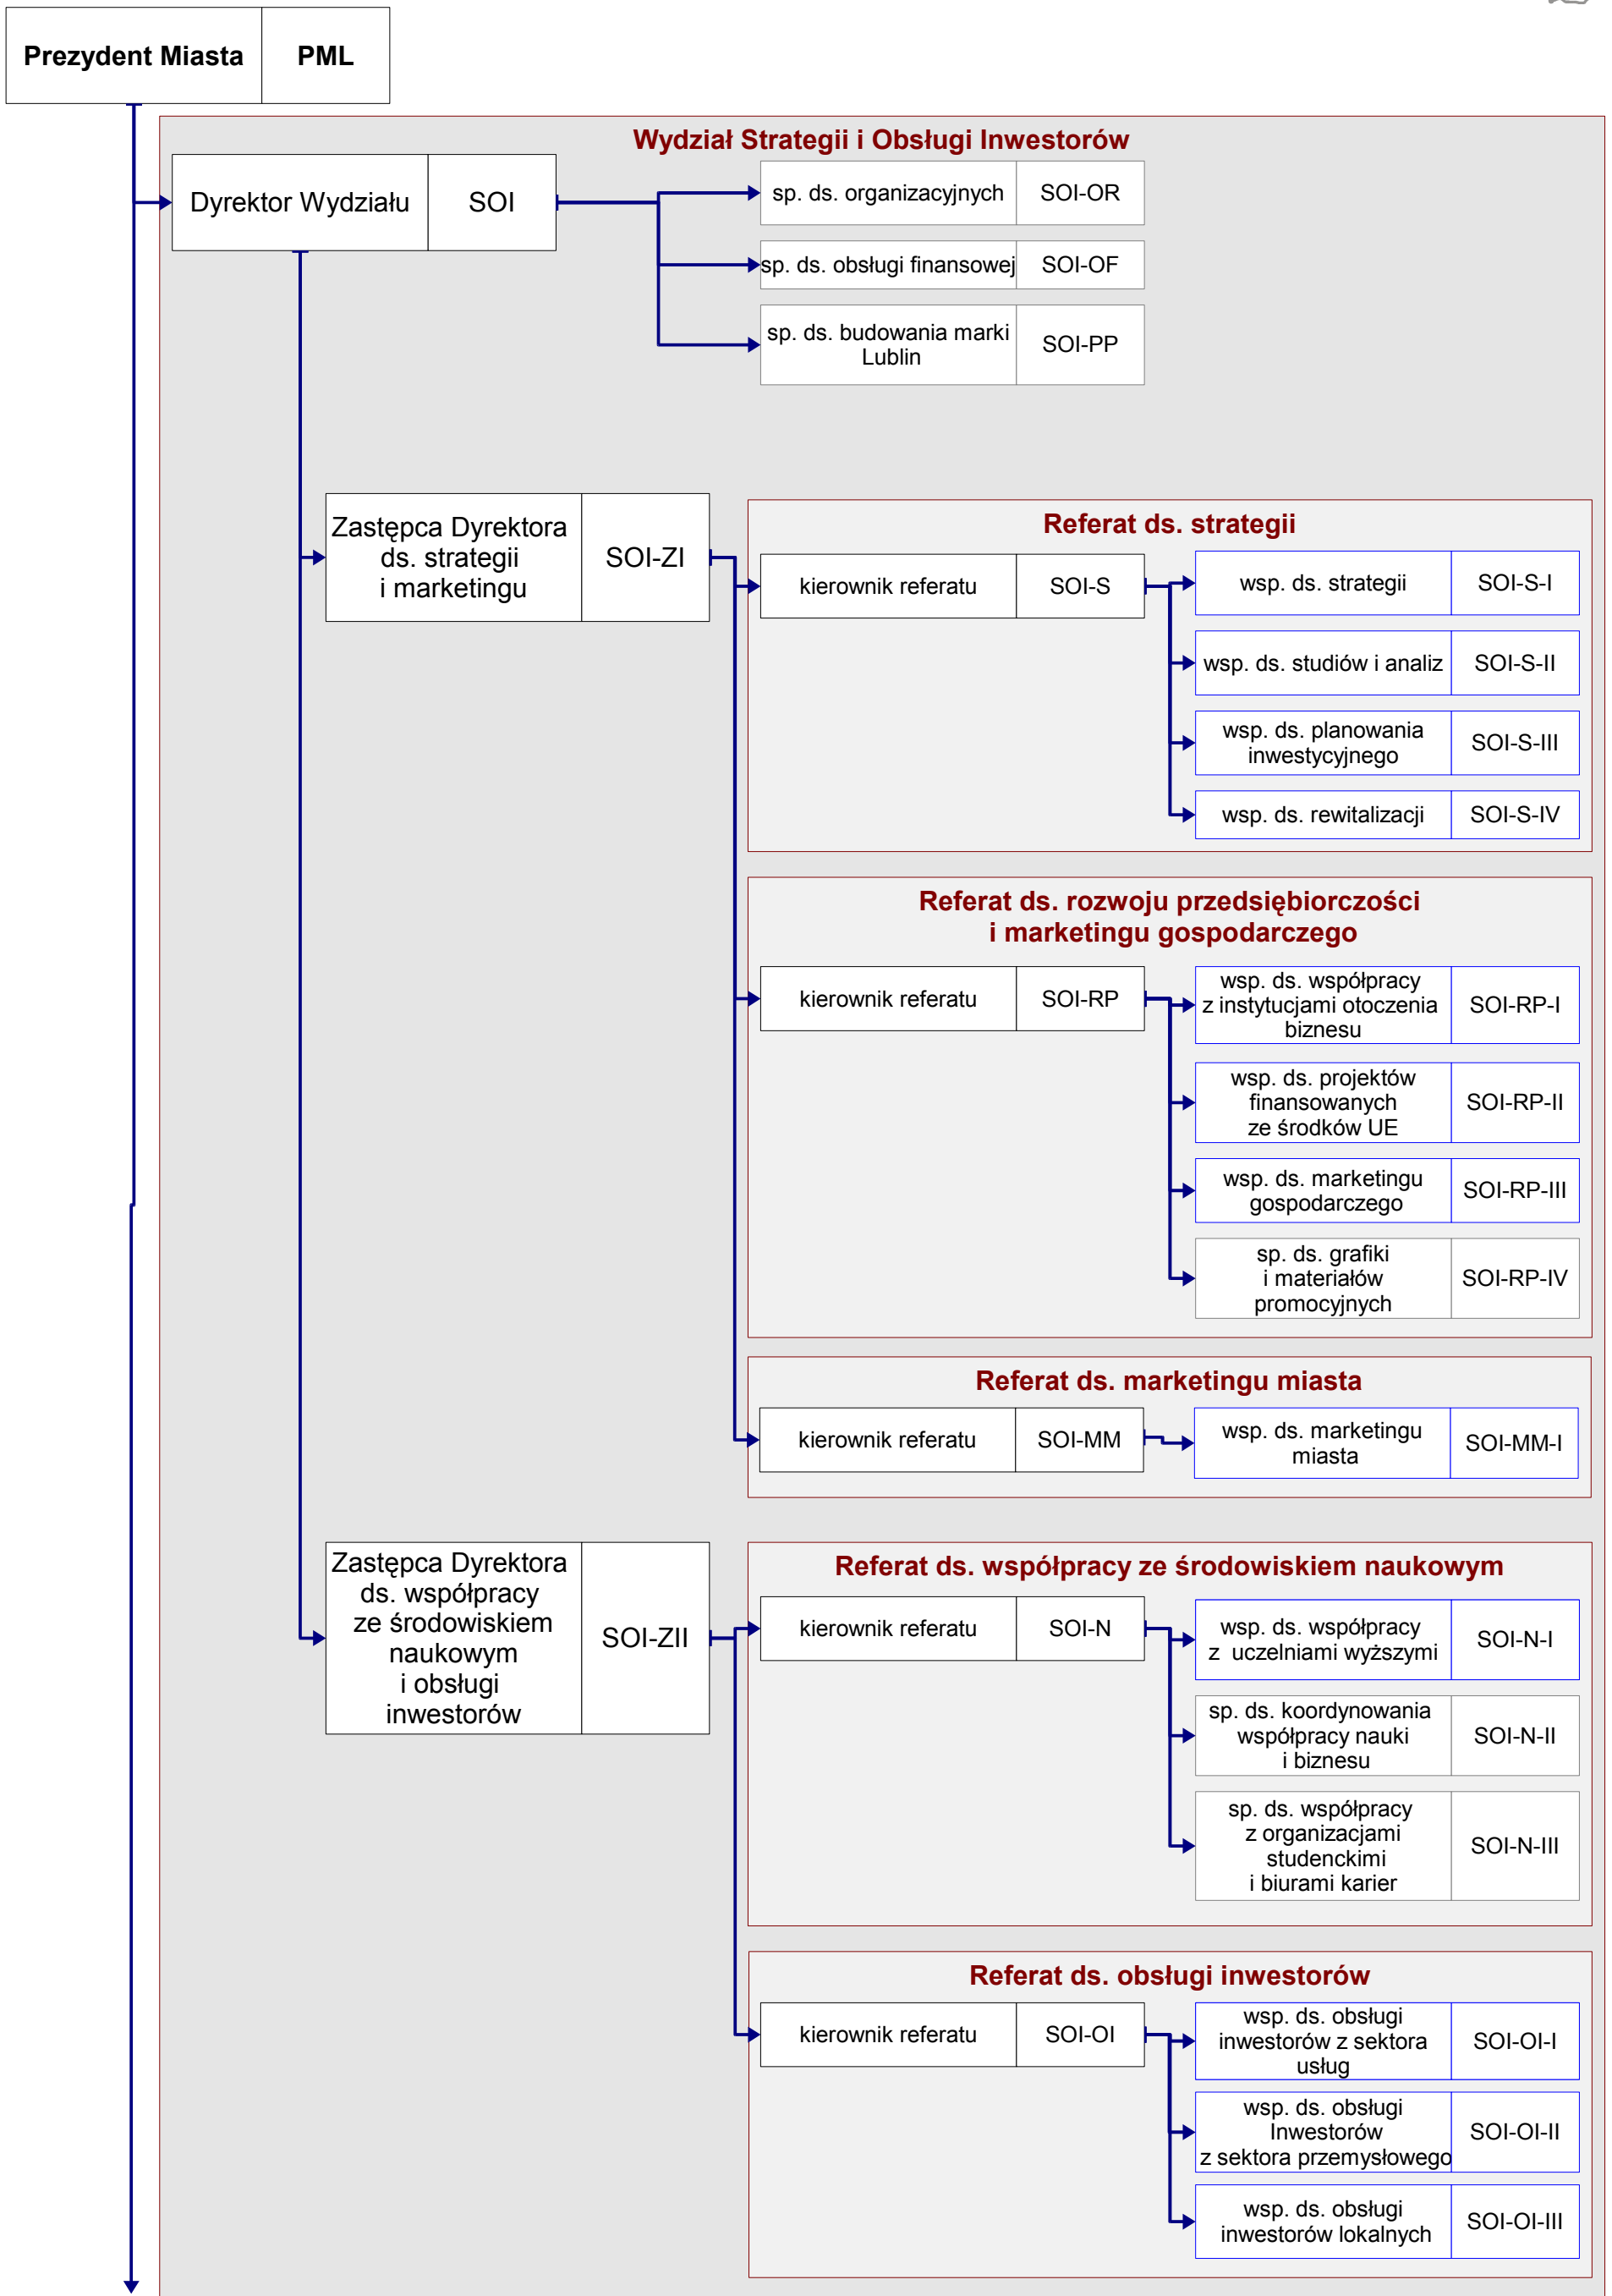 Prezydent Miasta
PML
Wydział Strategii i Obsługi Inwestorów
Dyrektor Wydziału
SOI
sp. ds. organizacyjnych
SOI-OR
sp. ds. obsługi finansowej
SOI-OF
sp. ds. budowania marki
Lublin
SOI-PP
Zastępca Dyrektora
ds. strategii
i marketingu
SOI-ZI
Referat ds. strategii
kierownik referatu
SOI-S
wsp. ds. strategii
SOI-S-I
wsp. ds. studiów i analiz
SOI-S-II
wsp. ds. planowania
inwestycyjnego
SOI-S-III
wsp. ds. rewitalizacji
SOI-S-IV
Referat ds. rozwoju przedsiębiorczości
i marketingu gospodarczego
kierownik referatu
SOI-RP
wsp. ds. współpracy
z instytucjami otoczenia
biznesu
SOI-RP-I
wsp. ds. projektów
finansowanych
ze środków UE
SOI-RP-II
wsp. ds. marketingu
gospodarczego
SOI-RP-III
sp. ds. grafiki
i materiałów
promocyjnych
SOI-RP-IV
Referat ds. marketingu miasta
kierownik referatu
SOI-MM
wsp. ds. marketingu
miasta
SOI-MM-I
Zastępca Dyrektora
ds. współpracy
ze środowiskiem
naukowym
i obsługi
inwestorów
SOI-ZII
Referat ds. współpracy ze środowiskiem naukowym
kierownik referatu
SOI-N
wsp. ds. współpracy
z uczelniami wyższymi
SOI-N-I
sp. ds. koordynowania
współpracy nauki
i biznesu
SOI-N-II
sp. ds. współpracy
z organizacjami
studenckimi
i biurami karier
SOI-N-III
Referat ds. obsługi inwestorów
kierownik referatu
SOI-OI
wsp. ds. obsługi
inwestorów z sektora
usług
SOI-OI-I
wsp. ds. obsługi
Inwestorów
z sektora przemysłowego
SOI-OI-II
wsp. ds. obsługi
inwestorów lokalnych
SOI-OI-III